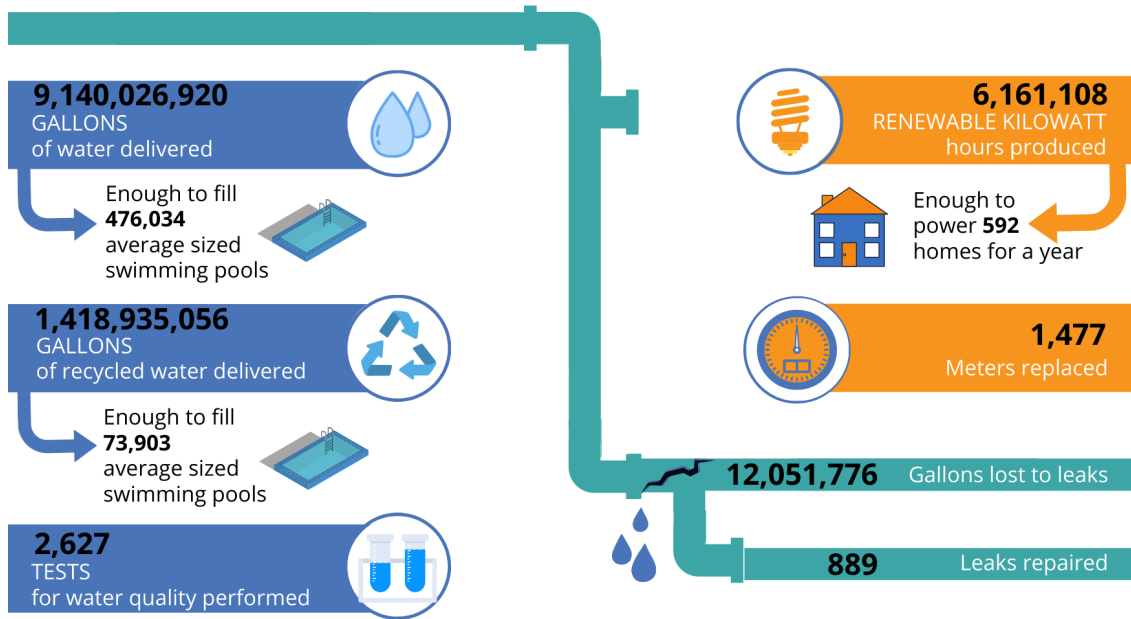 9,140,026,920
GALLONS
of water delivered
Enough to fill
476,034
average sized
swimming pools
1,418,935,056
GALLONS
of recycled water delivered
Enough to fill
73,903
average sized
swimming pools
2,627
TESTS
for water quality performed
6,161,108
RENEWABLE KILOWATT
hours produced
Enough to
power 592
homes for a year
1,477
Meters replaced
12,051,776 Gallons lost to leaks
889 Leaks repaired